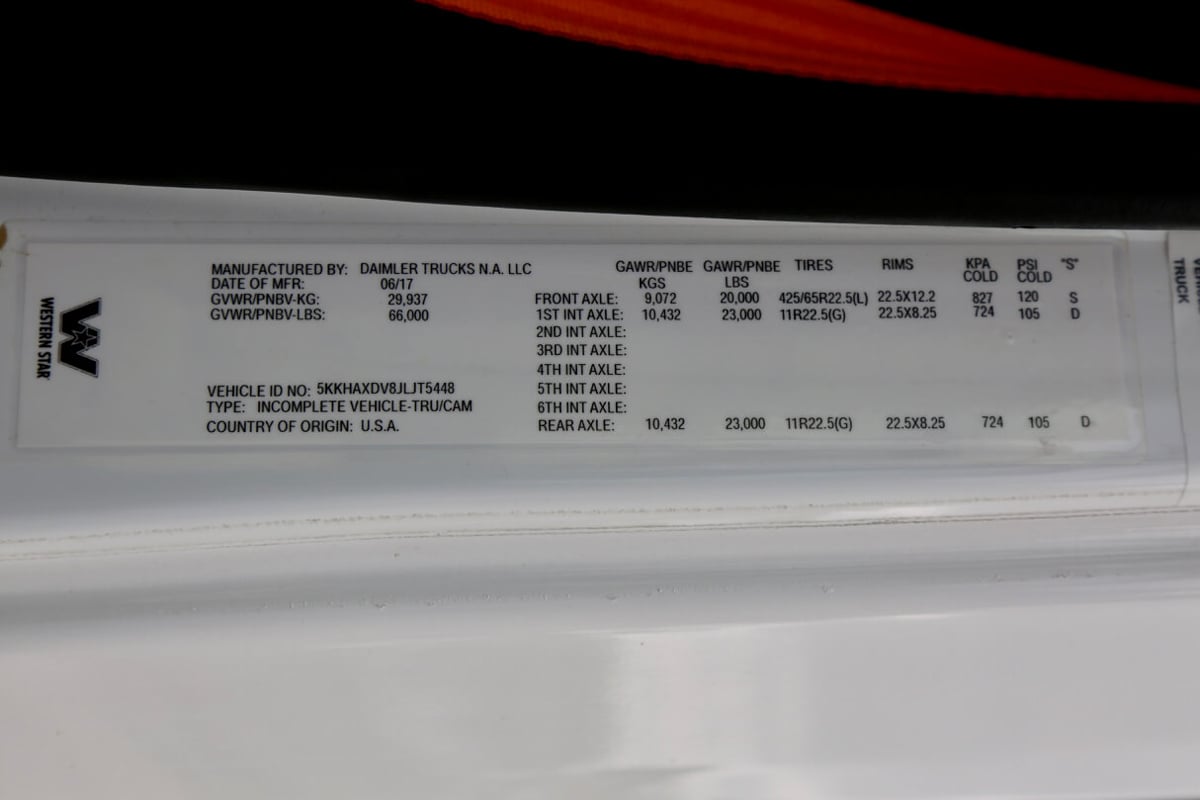 WESTERN STAR
MANUFACTURED BY: DAIMLER TRUCKS N.A. LLC
DATE OF MFR: 06/17
GVWR/PNBV-KG: 29,937
GVWR/PNBV-LBS: 66,000
VEHICLE ID NO: 5KKHAXDV8JLJT5448
TYPE: INCOMPLETE VEHICLE-TRU/CAM
COUNTRY OF ORIGIN: U.S.A.
GAWR/PNBE KGS GAWR/PNBE LBS TIRES RIMS KPA COLD PSI COLD "S"
FRONT AXLE: 9,072 20,000 425/65R22.5(L) 22.5X12.2 827 120 S
1ST INT AXLE: 10,432 23,000 11R22.5(G) 22.5X8.25 724 105 D
2ND INT AXLE:
3RD INT AXLE:
4TH INT AXLE:
5TH INT AXLE:
6TH INT AXLE:
REAR AXLE: 10,432 23,000 11R22.5(G) 22.5X8.25 724 105 D
TRUCK